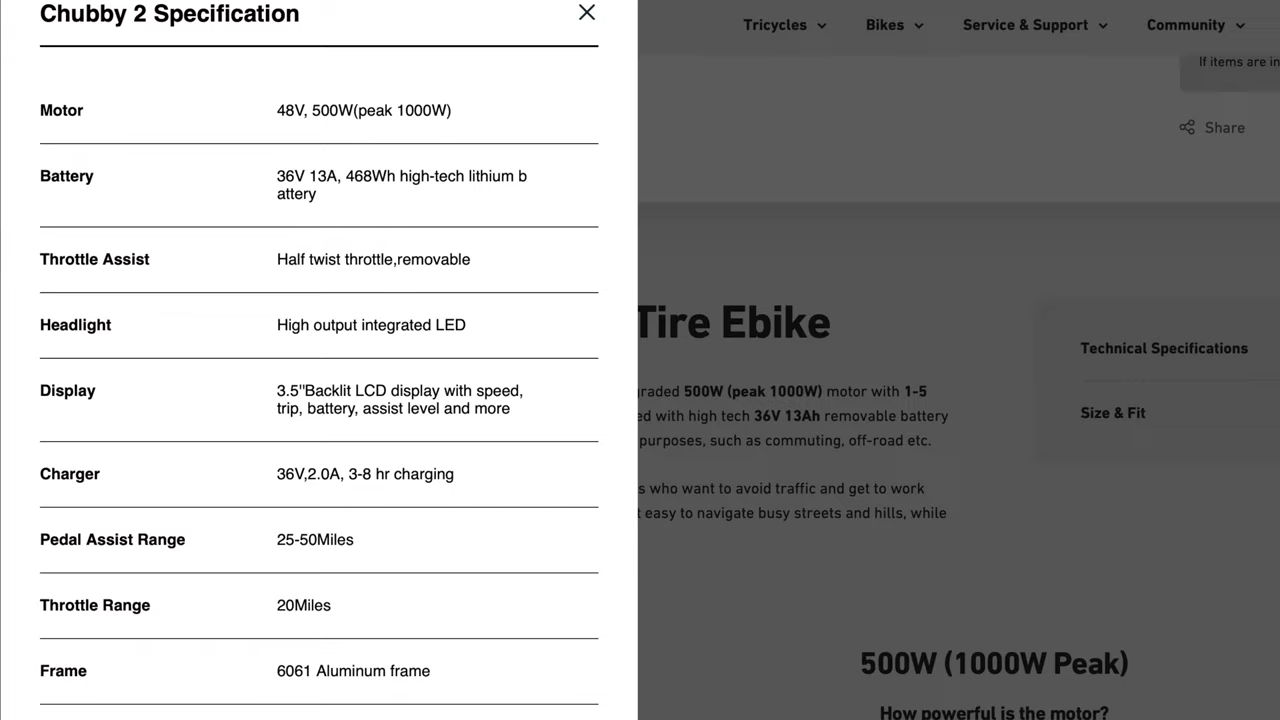 Chubby 2 Specification
Motor 48V, 500W(peak 1000W)
Battery 36V 13A, 468Wh high-tech lithium b
attery
Throttle Assist Half twist throttle,removable
Headlight High output integrated LED
Display 3.5"Backlit LCD display with speed,
trip, battery, assist level and more
Charger 36V,2.0A, 3-8 hr charging
Pedal Assist Range 25-50Miles
Throttle Range 20Miles
Frame 6061 Aluminum frame
Tricycles Bikes Service & Support Community
If items are in
Share
Tire Ebike
graded 500W (peak 1000W) motor with 1-5
ed with high tech 36V 13Ah removable battery
purposes, such as commuting, off-road etc.
s who want to avoid traffic and get to work
t easy to navigate busy streets and hills, while
Technical Specifications
Size & Fit
500W (1000W Peak)
How powerful is the motor?